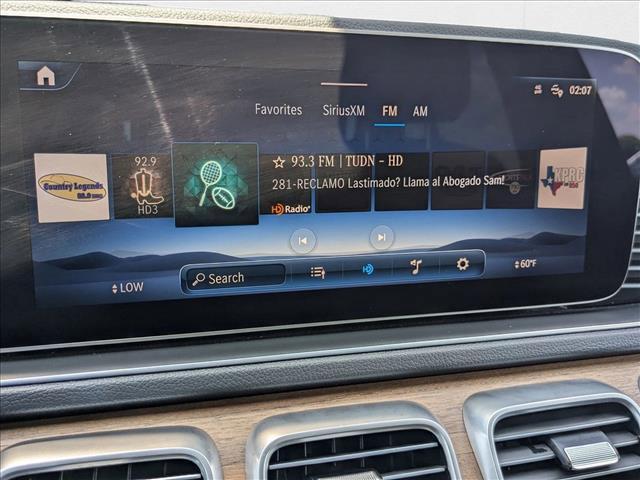 02:07
Favorites SiriusXM FM AM
Country Legends
92.9
HD3
93.3 FM | TUDN - HD
281-RECLAMO Lastimado? Llama al Abogado Sam!
HD Radio
KPRC
Search
LOW
60°F